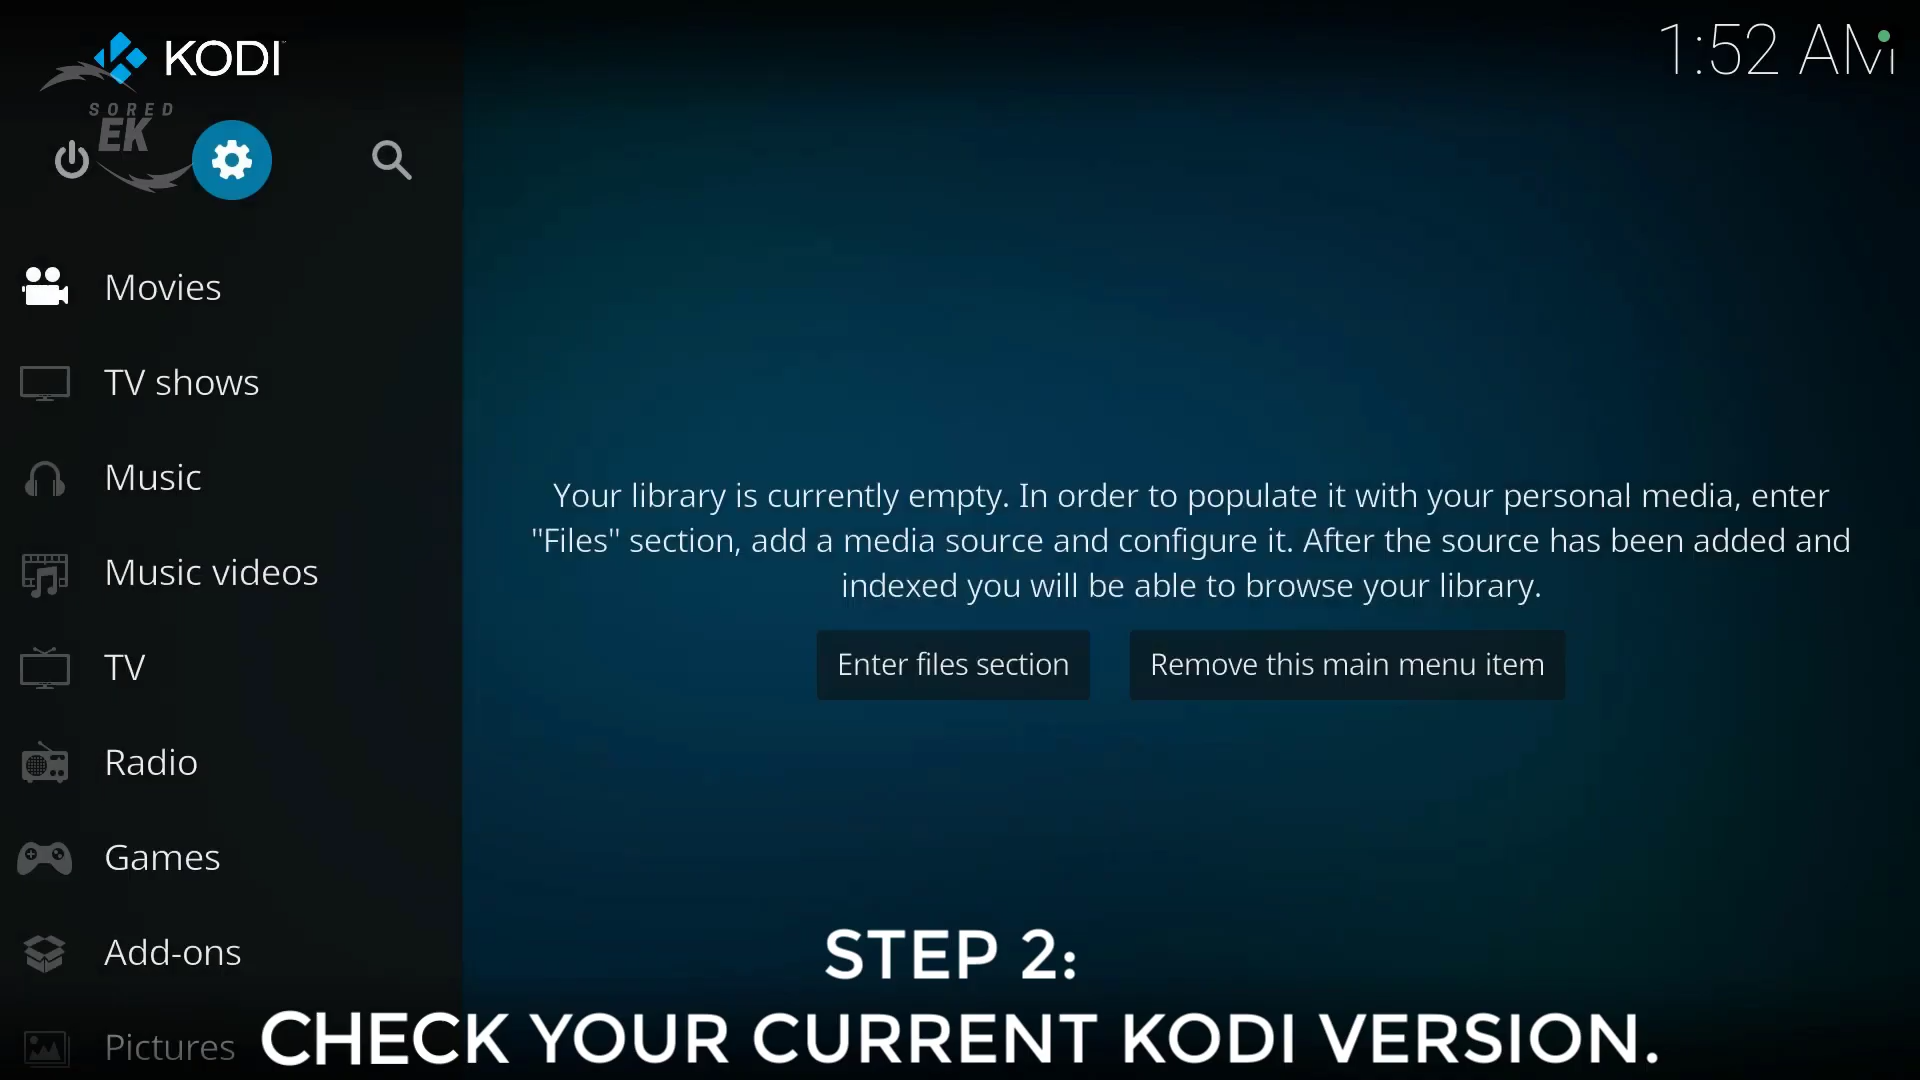 KODI
1:52 AM
SORED
EK
Movies
TV shows
Music
Music videos
TV
Radio
Games
Add-ons
Pictures
Your library is currently empty. In order to populate it with your personal media, enter
"Files" section, add a media source and configure it. After the source has been added and
indexed you will be able to browse your library.
Enter files section
Remove this main menu item
STEP 2:
CHECK YOUR CURRENT KODI VERSION.